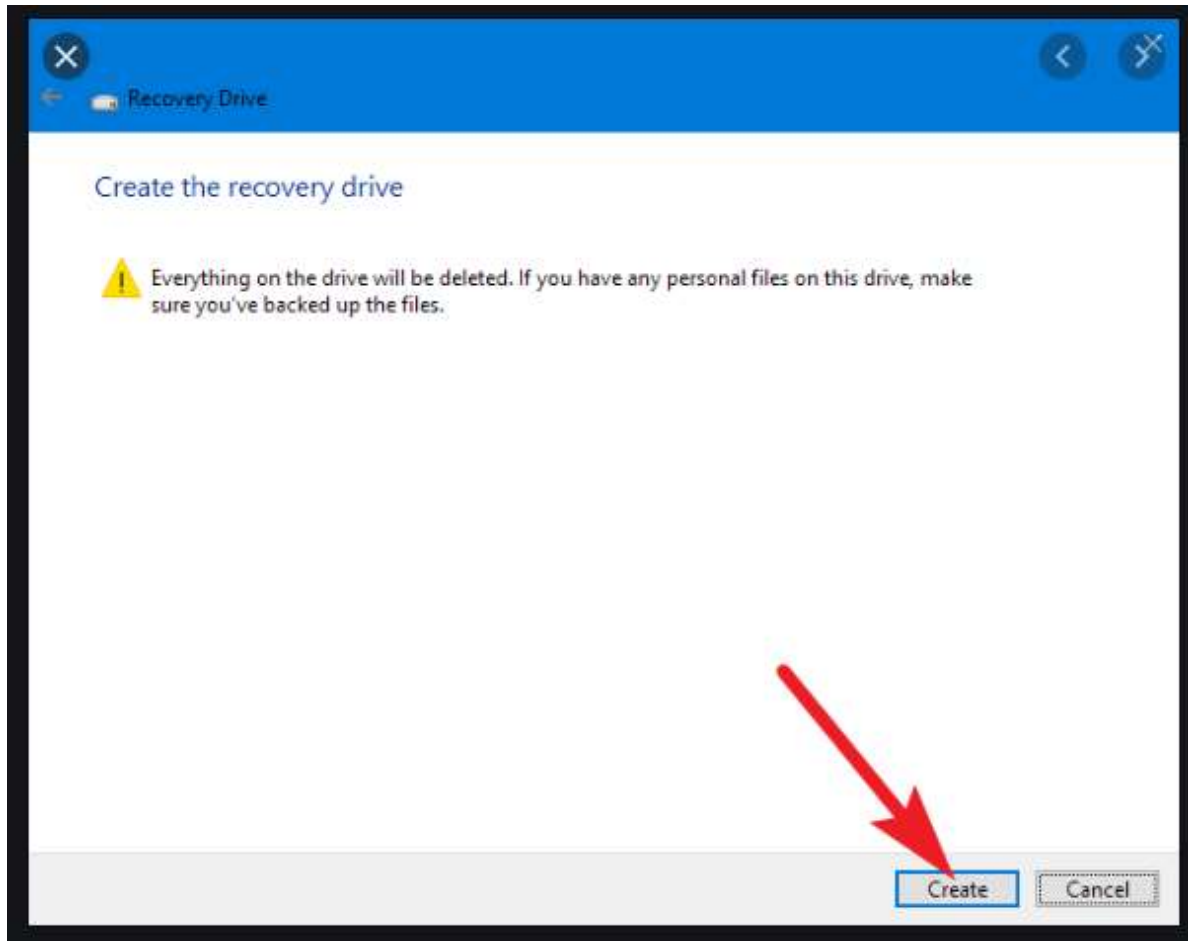 Recovery Drive
Create the recovery drive
Everything on the drive will be deleted. If you have any personal files on this drive, make
sure you've backed up the files.
Create Cancel